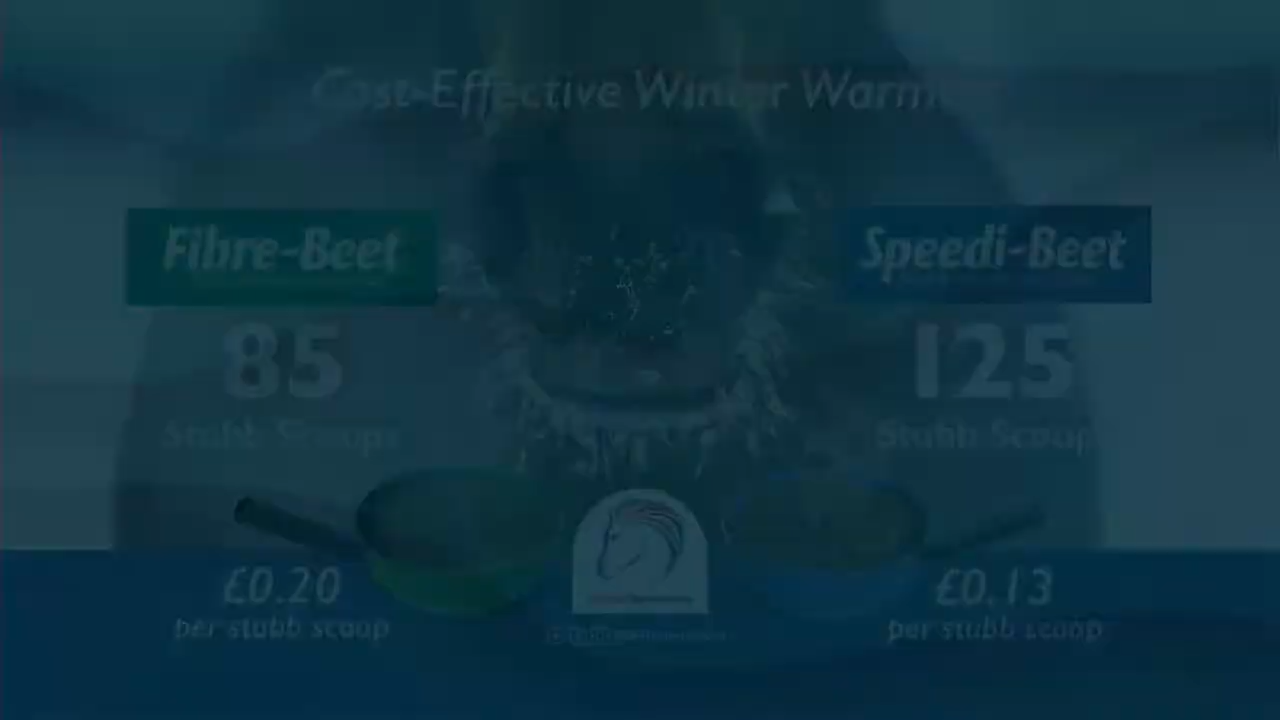 Cost-Effective Winter Warmer
Fibre-Beet
Speedi-Beet
85
125
Stubb Scoops
Stubb Scoop
£0.20
£0.13
per stubb scoop
per stubb scoop